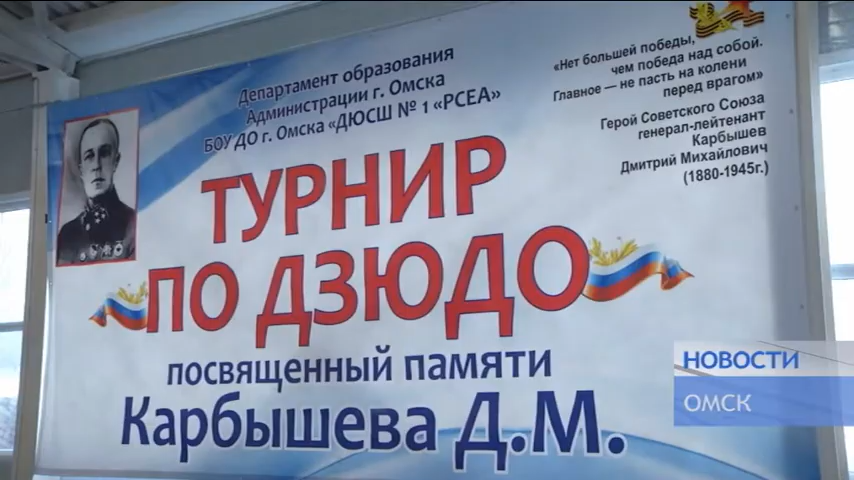 Департамент образования
Администрации г. Омска
БОУ ДО г. Омска «ДЮСШ № 1 «РСЕА»
«Нет большей победы,
чем победа над собой.
Главное — не пасть на колени
перед врагом»
Герой Советского Союза
генерал-лейтенант
Карбышев
Дмитрий Михайлович
(1880-1945г.)
ТУРНИР
ПО ДЗЮДО
посвященный памяти
Карбышева Д.М.
НОВОСТИ
ОМСК